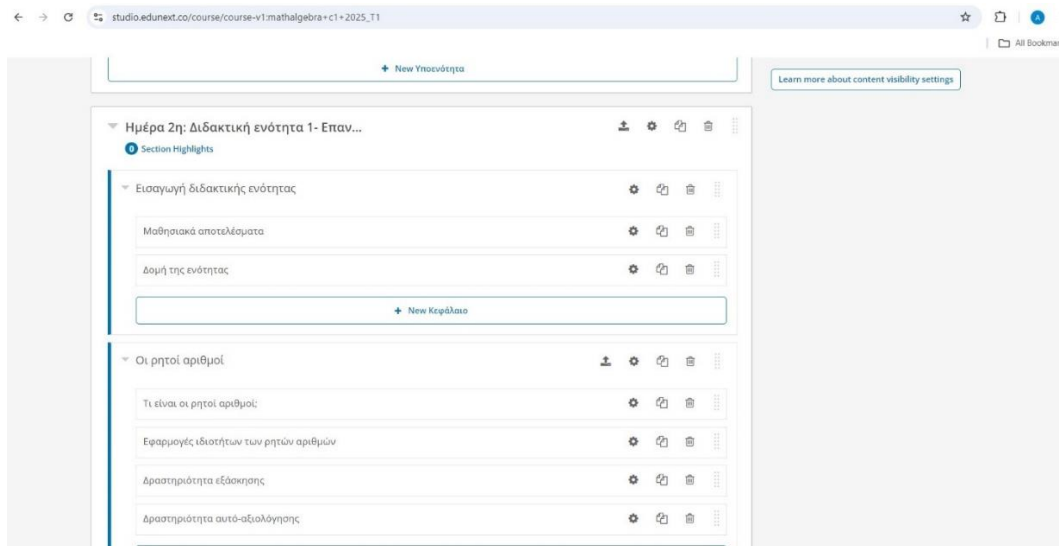 studio.edunext.co/course/course-v1:mathalgebra+c1+2025_T1
A
All Bookmar
+ New Υποενότητα
Learn more about content visibility settings
Ημέρα 2η: Διδακτική ενότητα 1- Επαν...
0 Section Highlights
Εισαγωγή διδακτικής ενότητας
Μαθησιακά αποτελέσματα
Δομή της ενότητας
+ New Κεφάλαιο
Οι ρητοί αριθμοί
Τι είναι οι ρητοί αριθμοί;
Εφαρμογές ιδιοτήτων των ρητών αριθμών
Δραστηριότητα εξάσκησης
Δραστηριότητα αυτό-αξιολόγησης